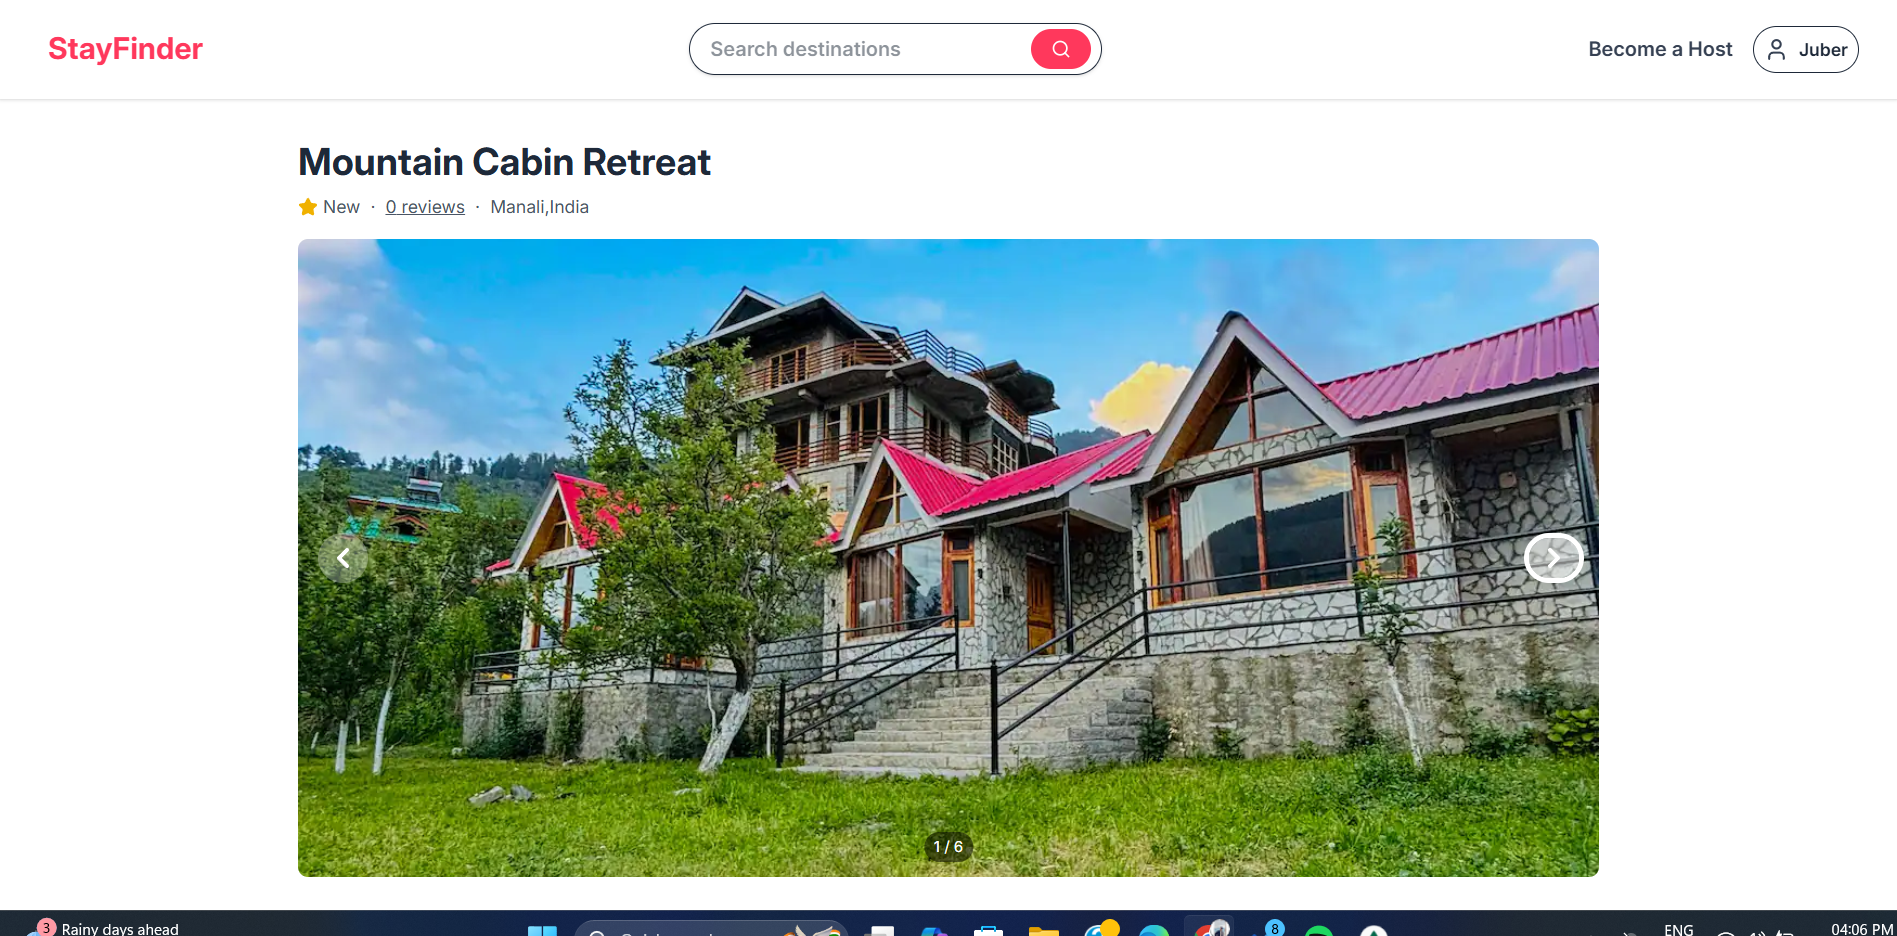 StayFinder
Search destinations
Become a Host
Juber
Mountain Cabin Retreat
New · 0 reviews · Manali,India
1 / 6
3
Rainy days ahead
8
ENG
04:06 PM